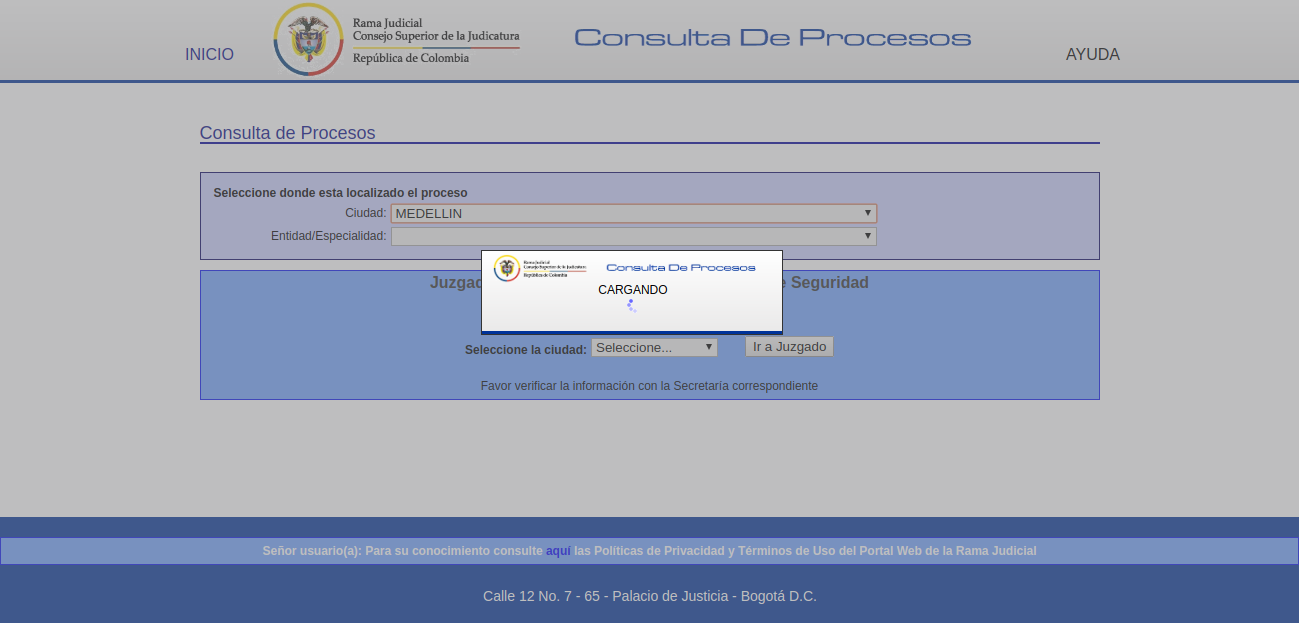 INICIO
Rama Judicial
Consejo Superior de la Judicatura
República de Colombia
Consulta De Procesos
AYUDA
Consulta de Procesos
Seleccione donde esta localizado el proceso
Ciudad: MEDELLIN
Entidad/Especialidad:
Rama Judicial
Consejo Superior de la Judicatura
República de Colombia
Consulta De Procesos
CARGANDO
Seguridad
Seleccione la ciudad: Seleccione... Ir a Juzgado
Favor verificar la información con la Secretaría correspondiente
Señor usuario(a): Para su conocimiento consulte aquí las Políticas de Privacidad y Términos de Uso del Portal Web de la Rama Judicial
Calle 12 No. 7 - 65 - Palacio de Justicia - Bogotá D.C.